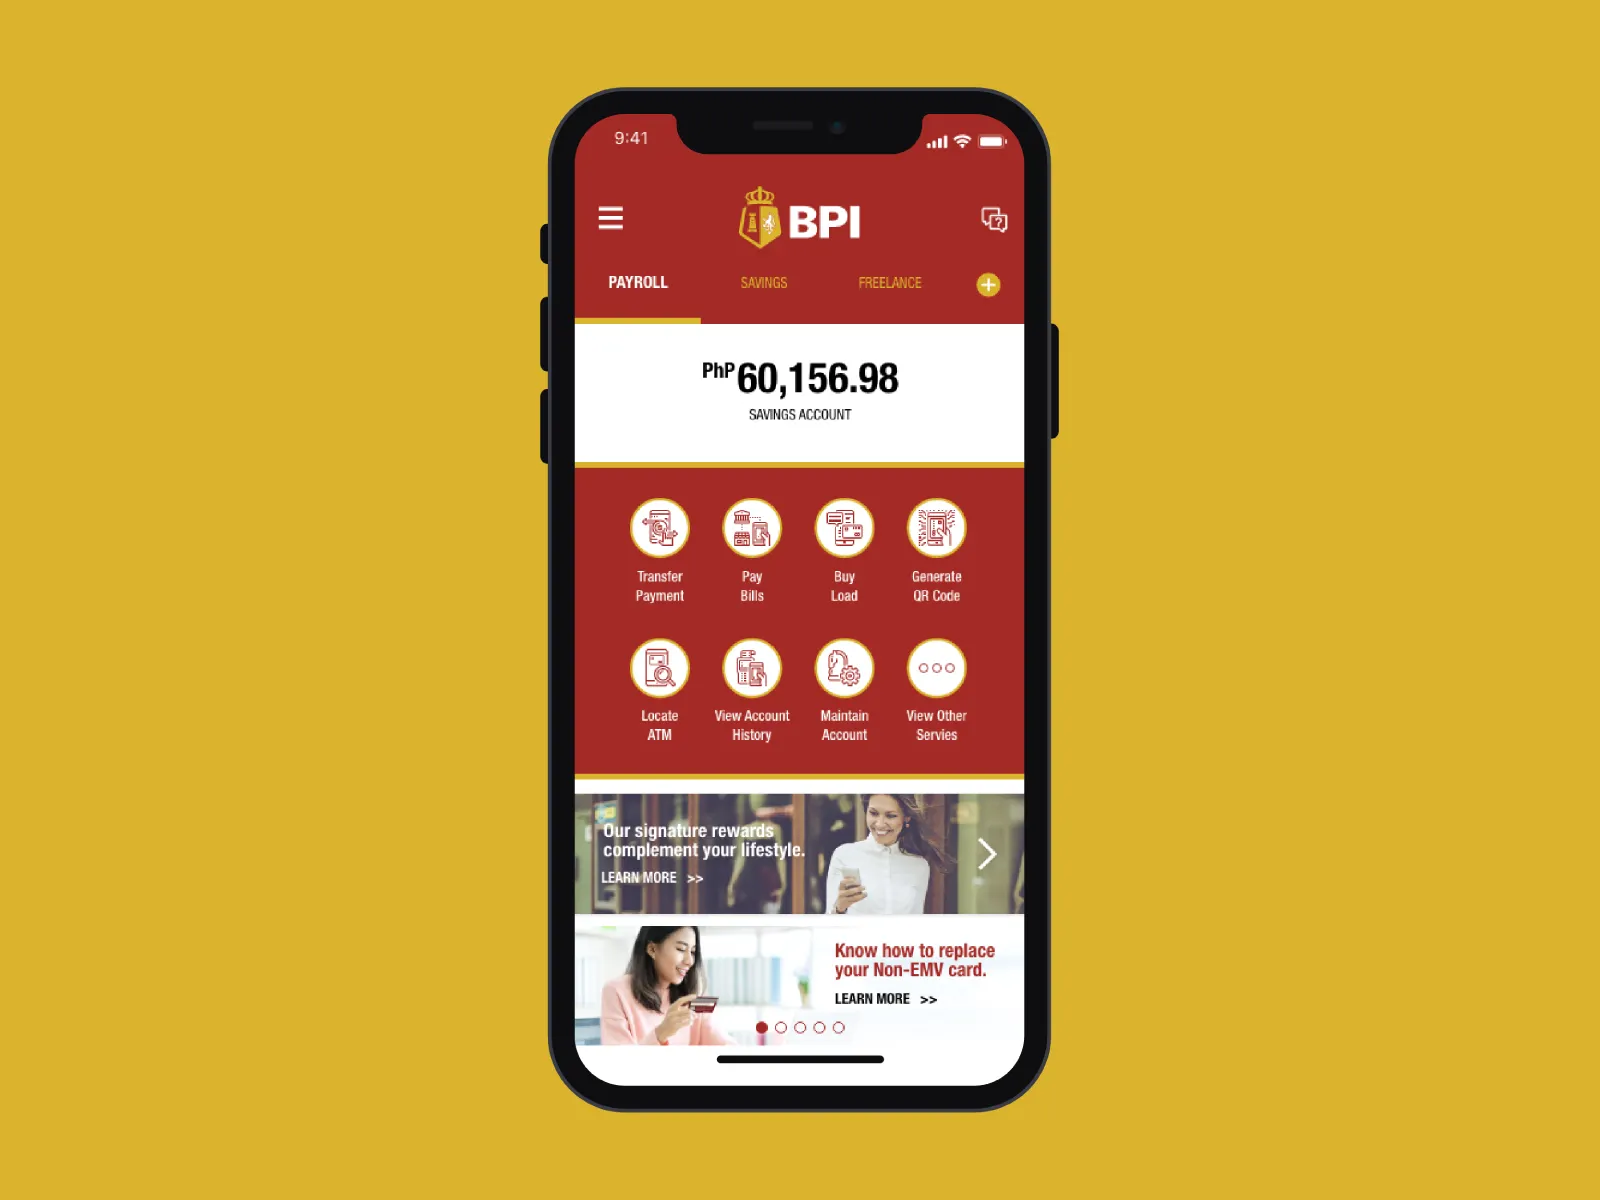 9:41
BPI
PAYROLL
SAVINGS
FREELANCE
PhP60,156.98
SAVINGS ACCOUNT
Transfer
Payment
Pay
Bills
Buy
Load
Generate
QR Code
Locate
ATM
View Account
History
Maintain
Account
View Other
Servies
Our signature rewards
complement your lifestyle.
LEARN MORE >>
Know how to replace
your Non-EMV card.
LEARN MORE >>